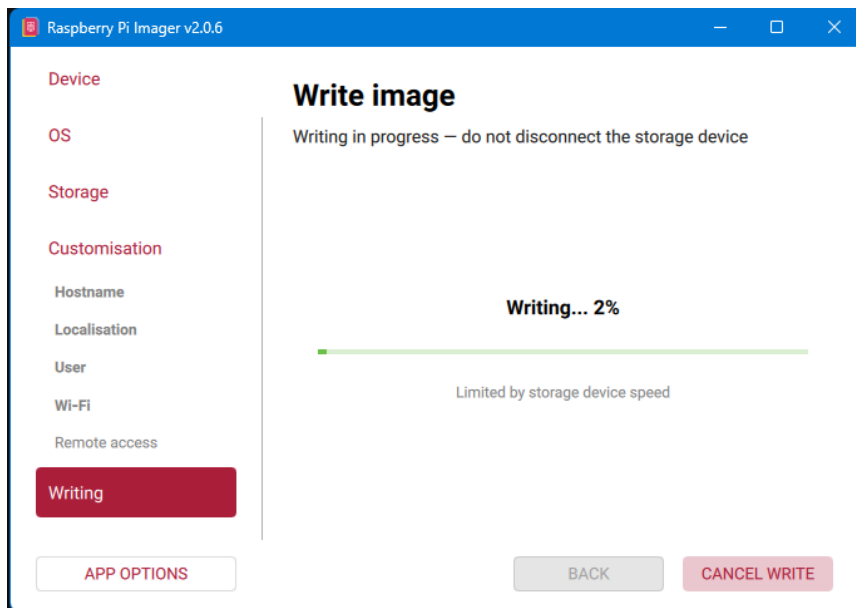 Raspberry Pi Imager v2.0.6
Device
OS
Storage
Customisation
Hostname
Localisation
User
Wi-Fi
Remote access
Writing
APP OPTIONS
Write image
Writing in progress — do not disconnect the storage device
Writing... 2%
Limited by storage device speed
BACK
CANCEL WRITE